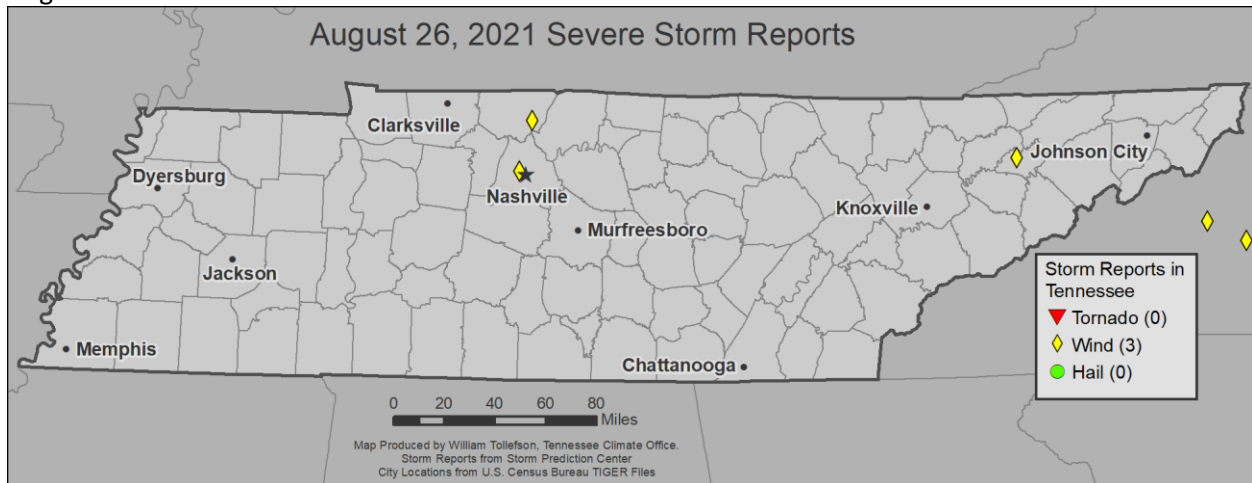 August 26, 2021 Severe Storm Reports
Clarksville
Johnson City
Dyersburg
Nashville
Knoxville
Murfreesboro
Jackson
Storm Reports in
Tennessee
Tornado (0)
Wind (3)
Hail (0)
Memphis
Chattanooga
0 20 40 60 80
Miles
Map Produced by William Tollefson, Tennessee Climate Office.
Storm Reports from Storm Prediction Center
City Locations from U.S. Census Bureau TIGER Files